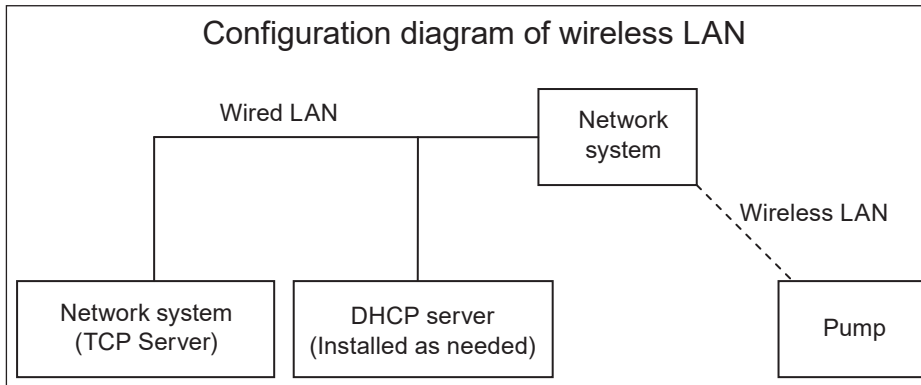 Configuration diagram of wireless LAN
Wired LAN
Network
system
Wireless LAN
Network system
(TCP Server)
DHCP server
(Installed as needed)
Pump